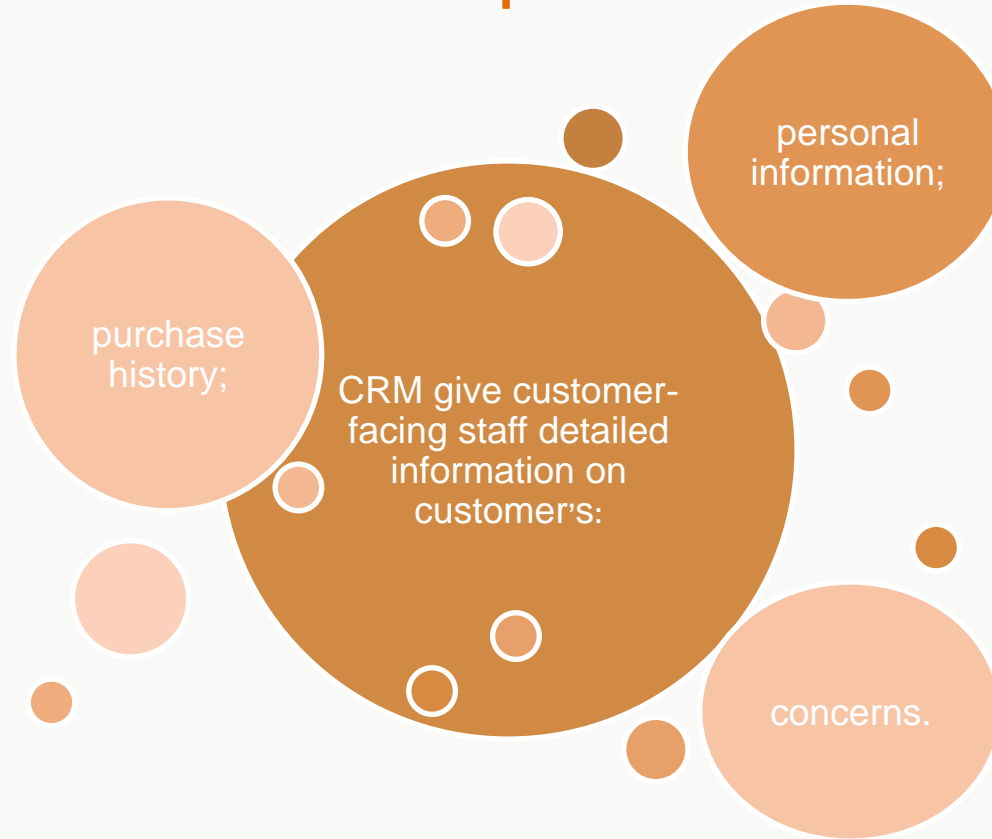 CRM give customer-
facing staff detailed
information on
customer's:
personal
information;
purchase
history;
concerns.